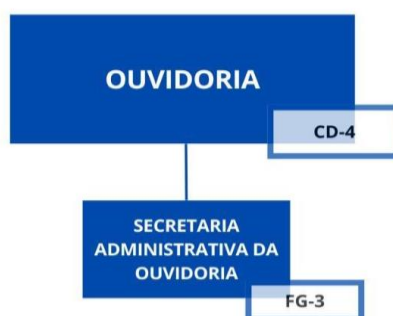 OUVIDORIA
CD-4
SECRETARIA
ADMINISTRATIVA DA
OUVIDORIA
FG-3